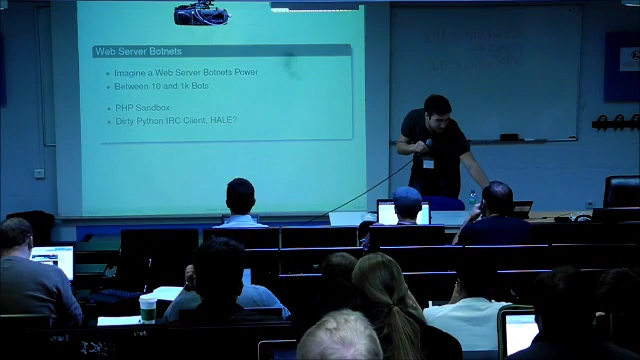 Web Server Botnets
Imagine a Web Server Botnets Power
Between 10 and 1k Bots
PHP Sandbox
Dirty Python IRC Client, HALE?